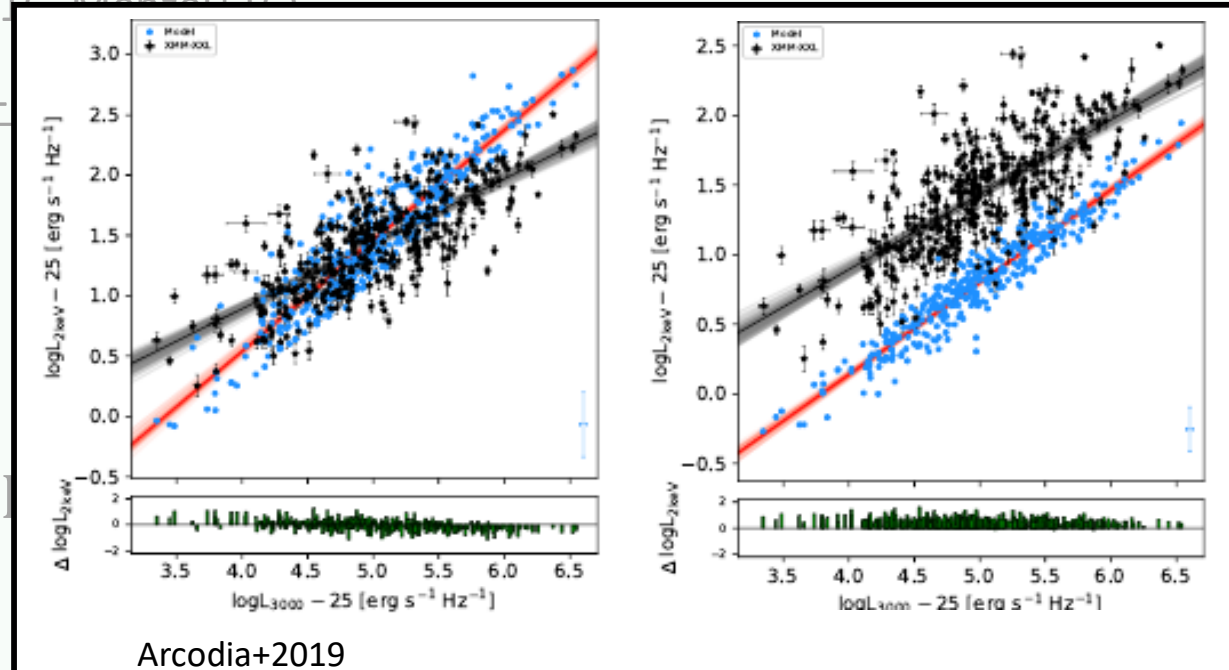 Model
XMM-XXL
3.0
2.5
2.0
1.5
1.0
0.5
0.0
−0.5
logL2keV − 25 [erg s−1 Hz−1]
2
0
−2
Δ logL2keV
3.5 4.0 4.5 5.0 5.5 6.0 6.5
logL3000 − 25 [erg s−1 Hz−1]
Model
XMM-XXL
2.5
2.0
1.5
1.0
0.5
0.0
−0.5
logL2keV − 25 [erg s−1 Hz−1]
2
0
−2
Δ logL2keV
3.5 4.0 4.5 5.0 5.5 6.0 6.5
logL3000 − 25 [erg s−1 Hz−1]
Arcodia+2019